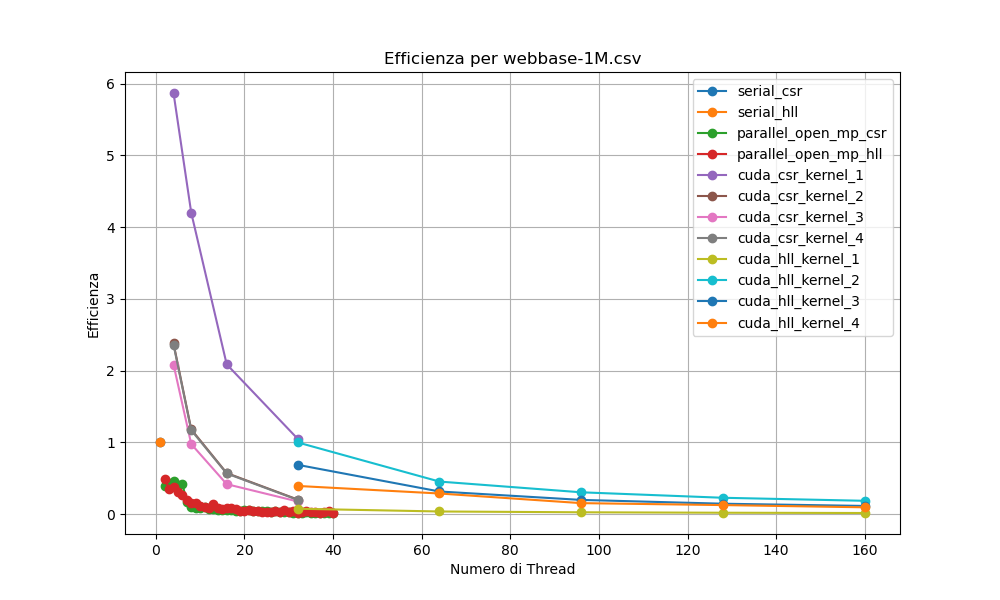 Efficienza per webbase-1M.csv
6
5
4
3
2
1
0
Efficienza
serial_csr
serial_hll
parallel_open_mp_csr
parallel_open_mp_hll
cuda_csr_kernel_1
cuda_csr_kernel_2
cuda_csr_kernel_3
cuda_csr_kernel_4
cuda_hll_kernel_1
cuda_hll_kernel_2
cuda_hll_kernel_3
cuda_hll_kernel_4
0 20 40 60 80 100 120 140 160
Numero di Thread